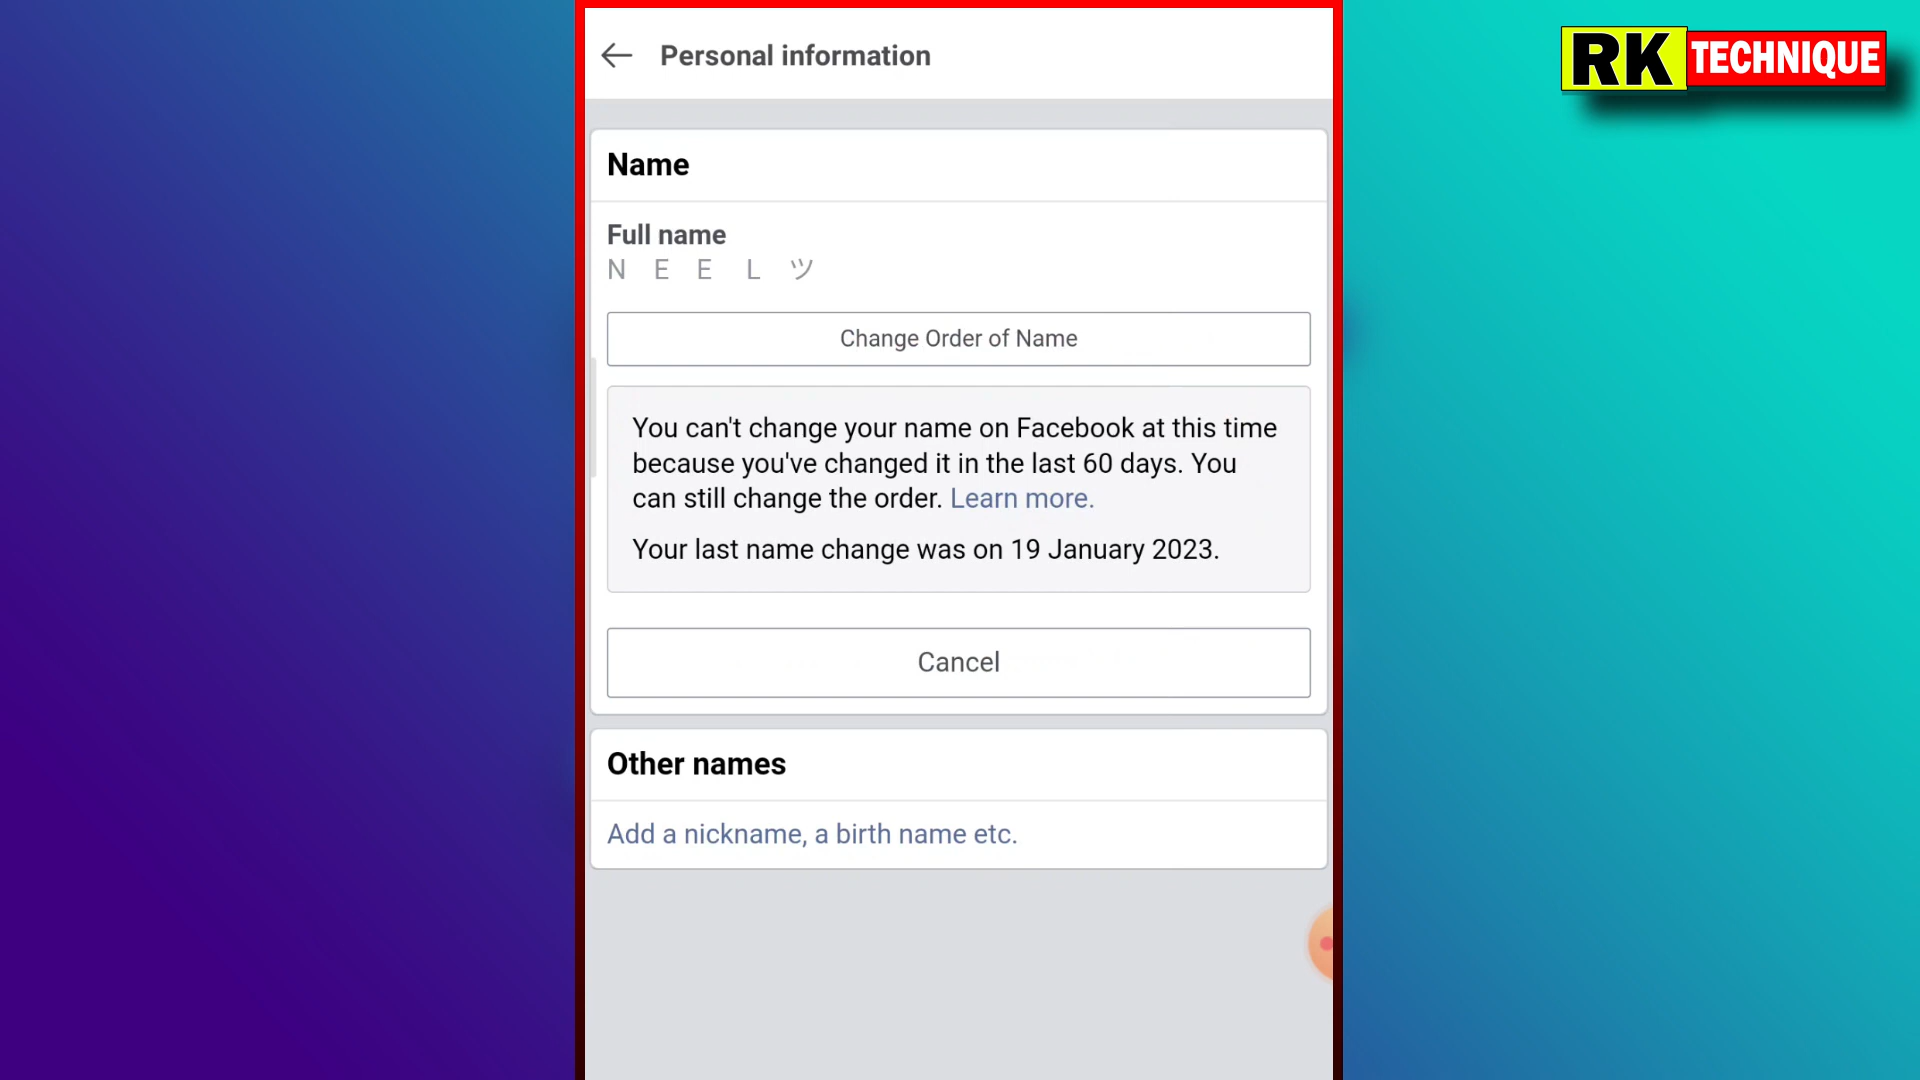 RK TECHNIQUE
Personal information
Name
Full name
N E E L ツ
Change Order of Name
You can't change your name on Facebook at this time
because you've changed it in the last 60 days. You
can still change the order. Learn more.
Your last name change was on 19 January 2023.
Cancel
Other names
Add a nickname, a birth name etc.